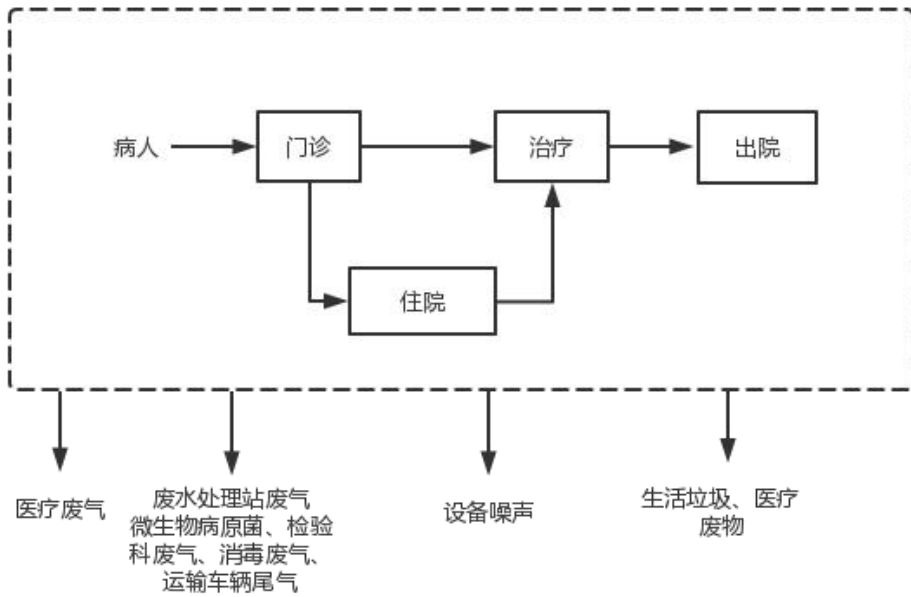 病人
门诊
治疗
出院
住院
医疗废气
废水处理站废气
微生物病原菌、检验
科废气、消毒废气、
运输车辆尾气
设备噪声
生活垃圾、医疗
废物